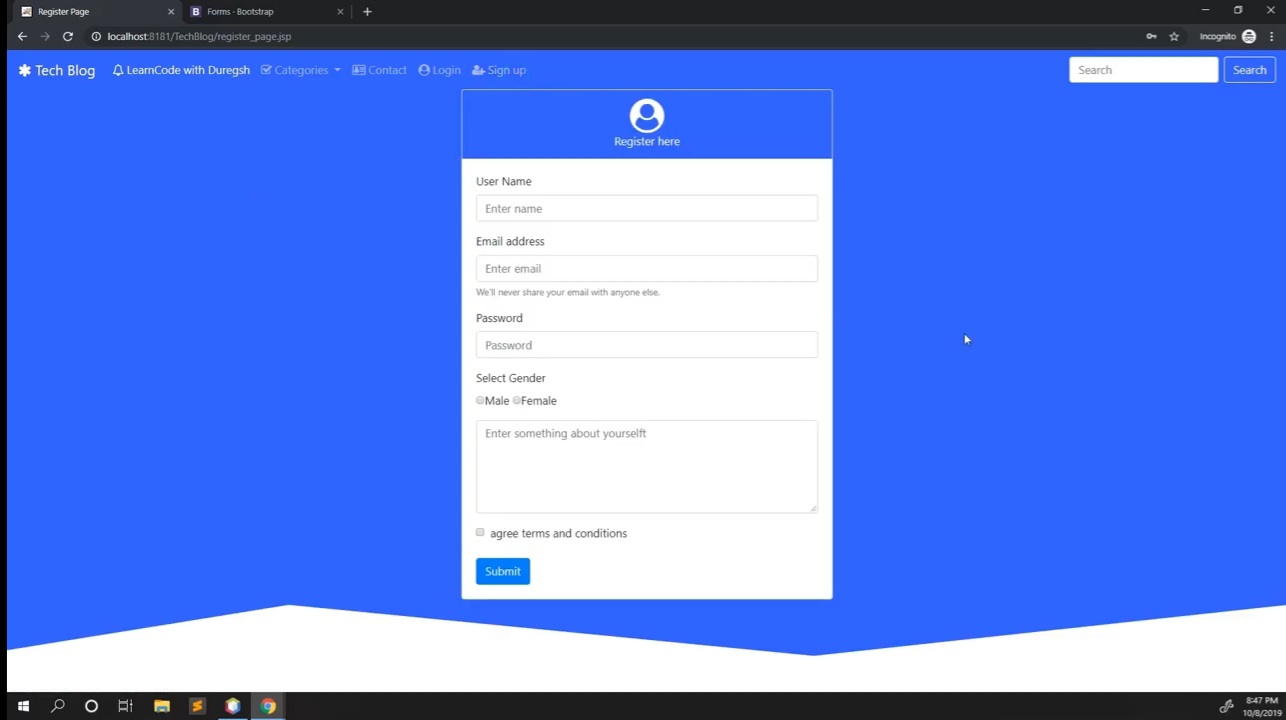 Register Page
Forms · Bootstrap
localhost:8181/TechBlog/register_page.jsp
Incognito
Tech Blog
LearnCode with Duregsh
Categories
Contact
Login
Sign up
Search
Search
Register here
User Name
Enter name
Email address
Enter email
We'll never share your email with anyone else.
Password
Password
Select Gender
Male
Female
Enter something about yourselft
agree terms and conditions
Submit
8:47 PM
10/8/2019